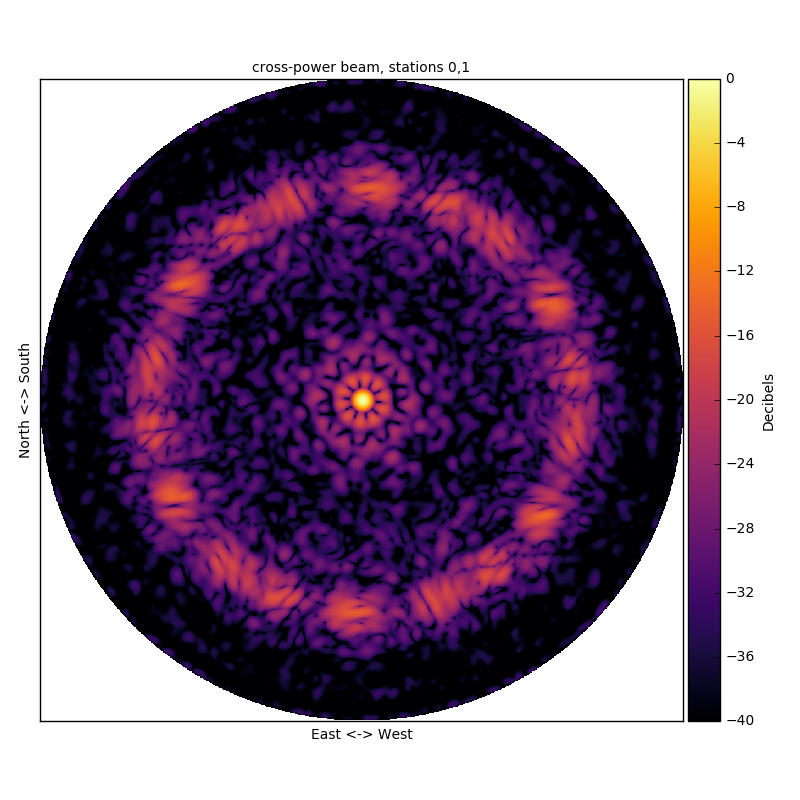 cross-power beam, stations 0,1
North <-> South
East <-> West
0
−4
−8
−12
−16
−20
−24
−28
−32
−36
−40
Decibels